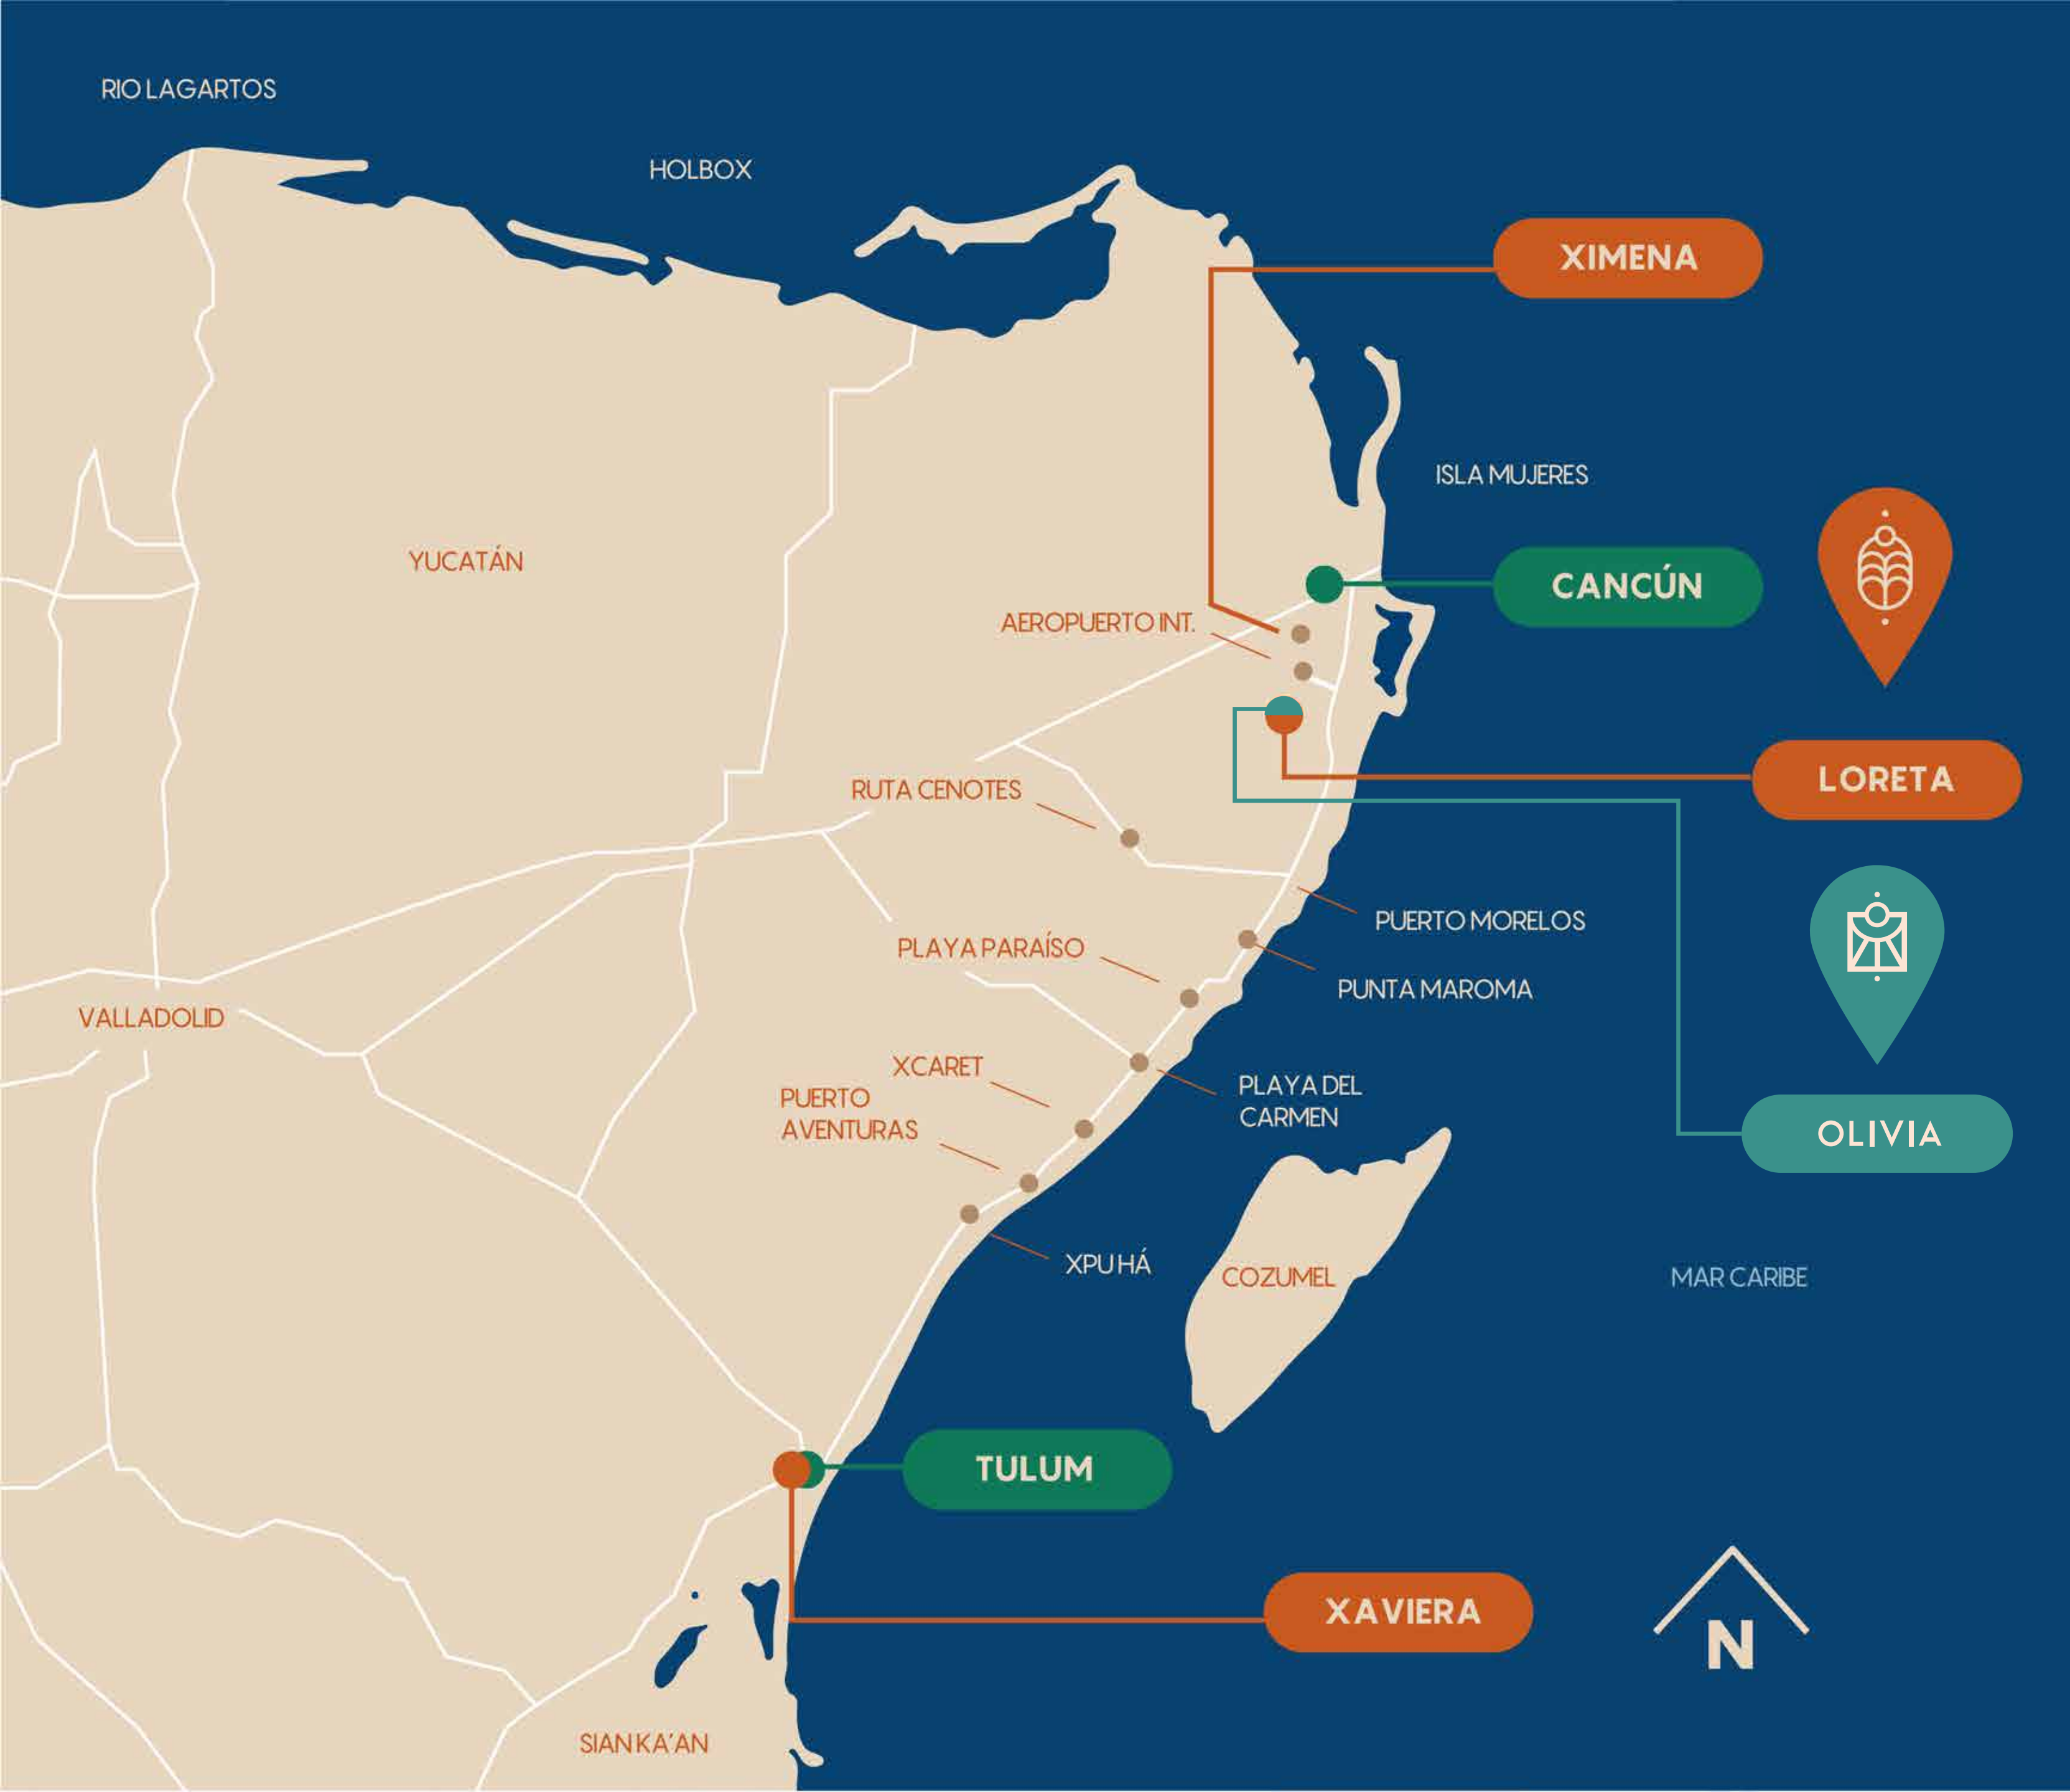 RIO LAGARTOS
HOLBOX
XIMENA
ISLA MUJERES
YUCATÁN
CANCÚN
AEROPUERTO INT.
LORETA
RUTA CENOTES
PUERTO MORELOS
PLAYA PARAÍSO
PUNTA MAROMA
VALLADOLID
XCARET
PLAYA DEL
CARMEN
PUERTO
AVENTURAS
OLIVIA
XPU HÁ
COZUMEL
MAR CARIBE
TULUM
XAVIERA
N
SIAN KA'AN